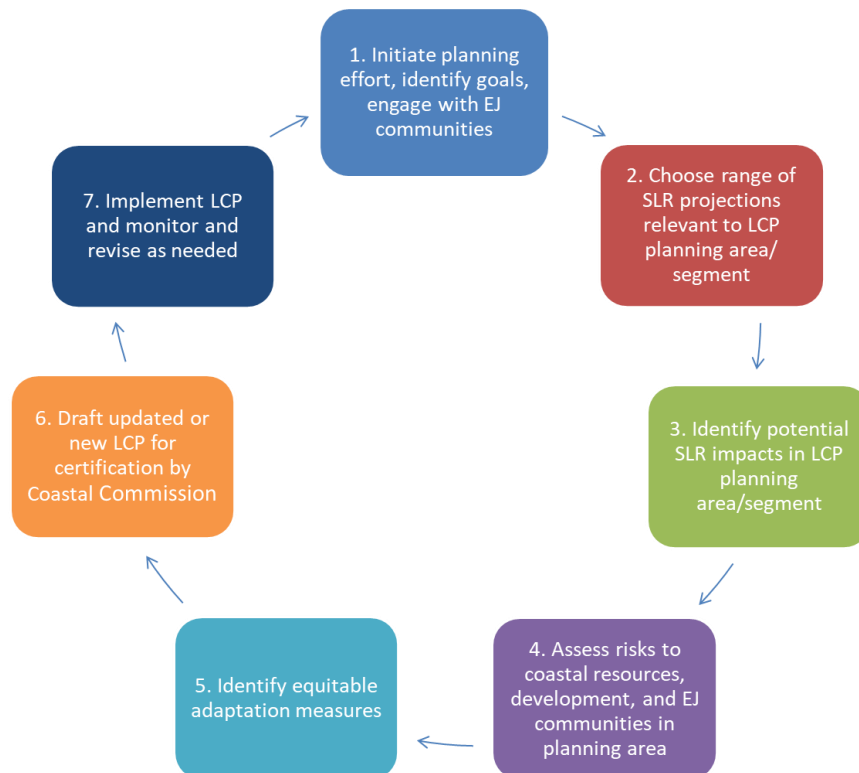 1. Initiate planning
effort, identify goals,
engage with EJ
communities
2. Choose range of
SLR projections
relevant to LCP
planning area/
segment
3. Identify potential
SLR impacts in LCP
planning
area/segment
4. Assess risks to
coastal resources,
development, and EJ
communities in
planning area
5. Identify equitable
adaptation measures
6. Draft updated or
new LCP for
certification by
Coastal Commission
7. Implement LCP
and monitor and
revise as needed